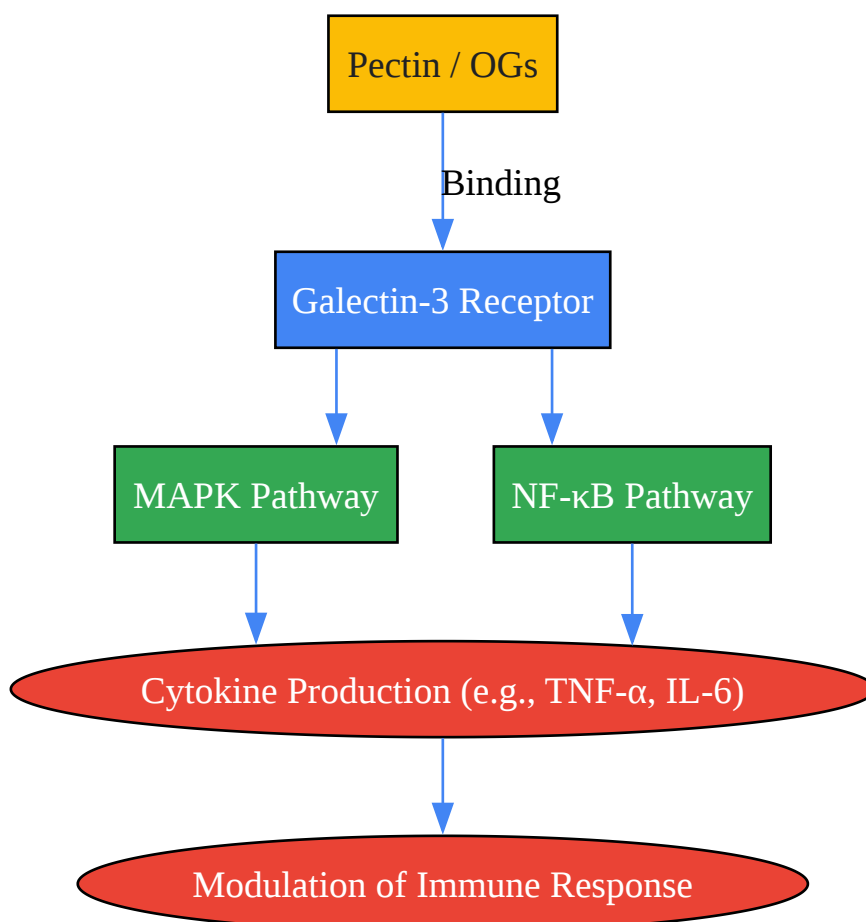 Pectin / OGs
Binding
Galectin-3 Receptor
MAPK Pathway
NF-κB Pathway
Cytokine Production (e.g., TNF-α, IL-6)
Modulation of Immune Response